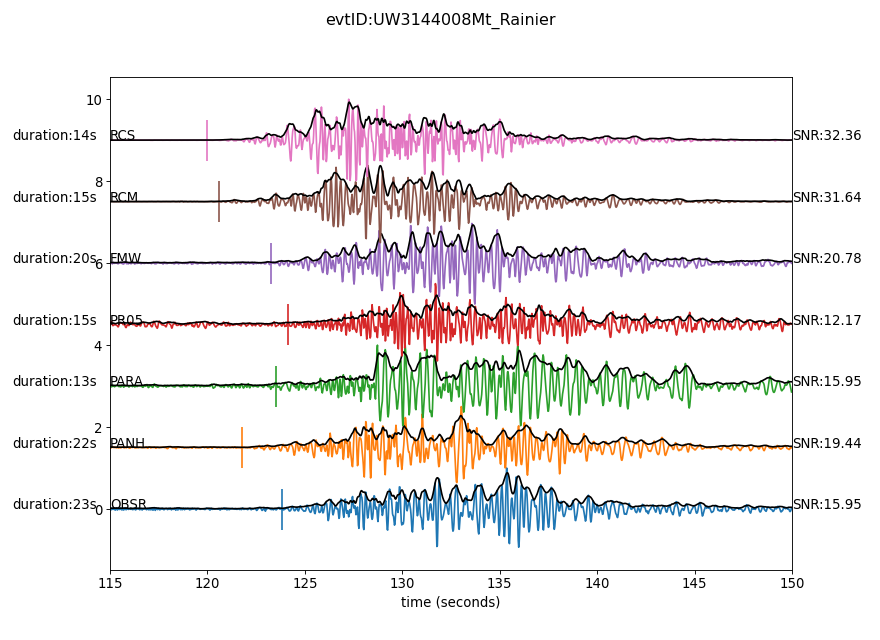 evtID:UW3144008Mt_Rainier
10
duration:14s RCS SNR:32.36
8
duration:15s RCM SNR:31.64
duration:20s EMW SNR:20.78
6
duration:15s PR05 SNR:12.17
4
duration:13s PARA SNR:15.95
2
duration:22s PANH SNR:19.44
duration:23s OBSR SNR:15.95
0
115 120 125 130 135 140 145 150
time (seconds)